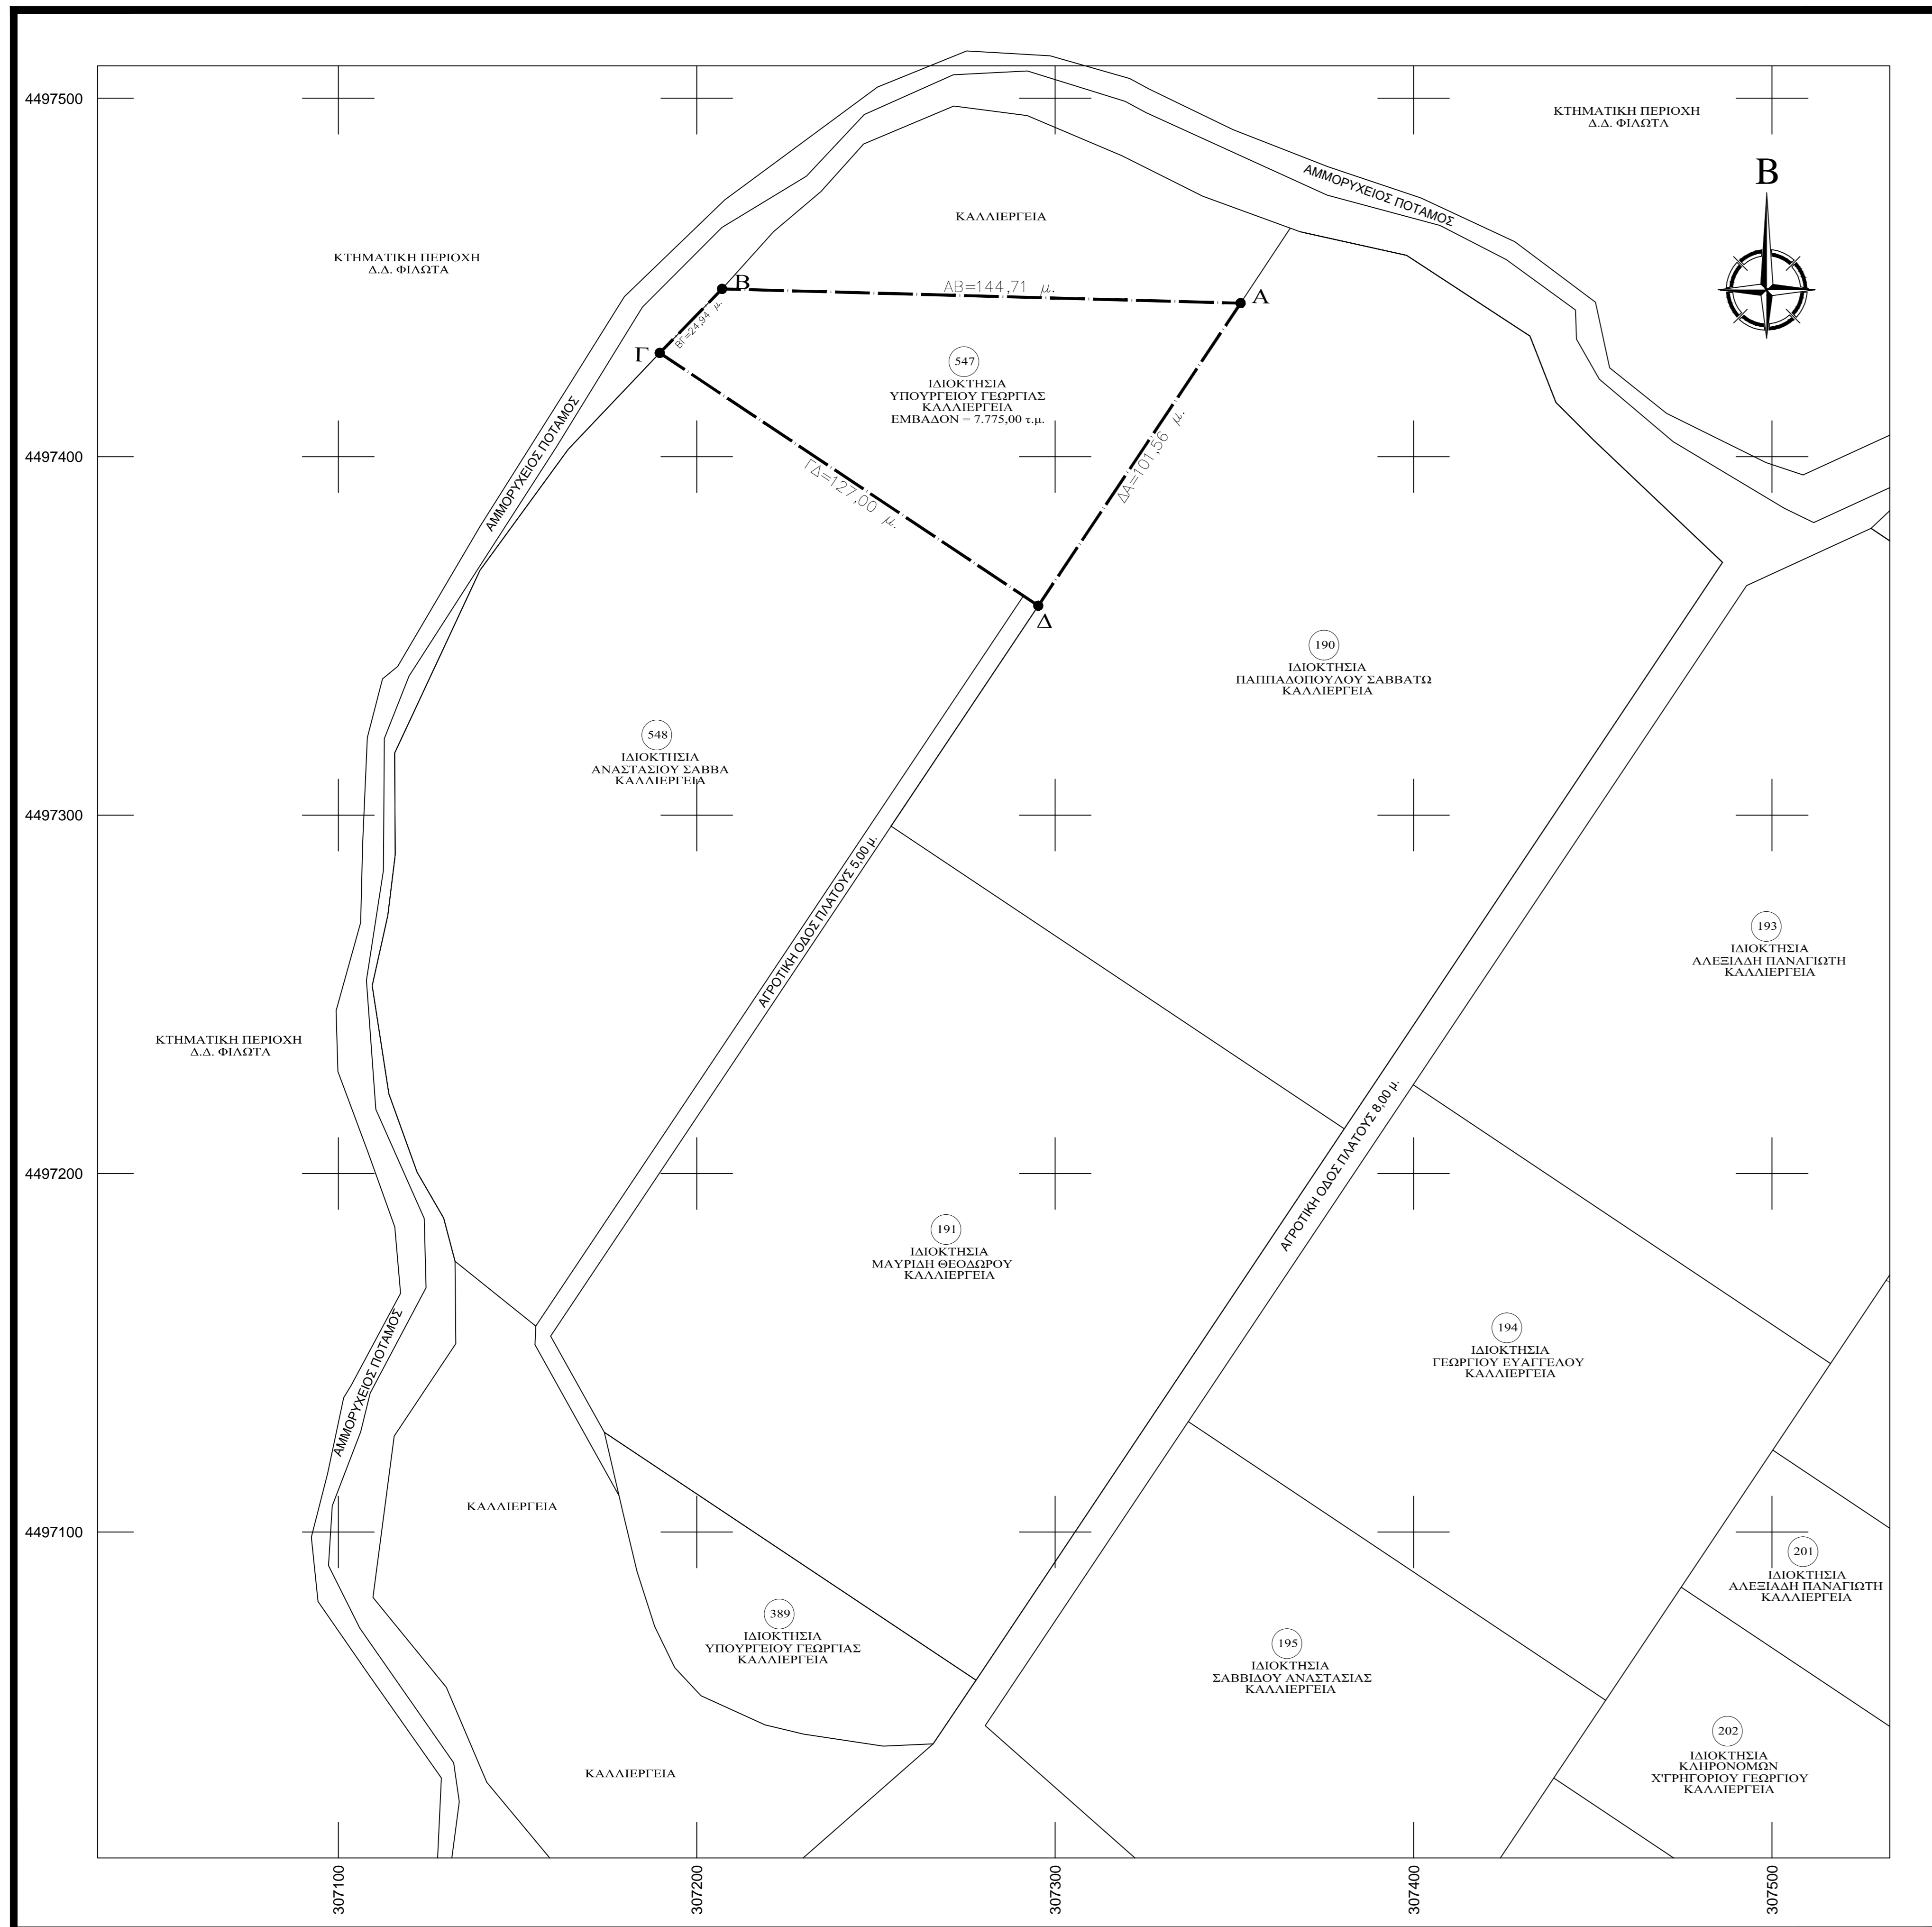 4497500
ΚΤΗΜΑΤΙΚΗ ΠΕΡΙΟΧΗ
Δ.Δ. ΦΙΛΩΤΑ
Β
ΑΜΜΟΡΥΧΕΙΟΣ ΠΟΤΑΜΟΣ
ΚΑΛΛΙΕΡΓΕΙΑ
ΚΤΗΜΑΤΙΚΗ ΠΕΡΙΟΧΗ
Δ.Δ. ΦΙΛΩΤΑ
Β
ΑΒ=144,71 μ.
Α
ΒΓ=24,94 μ.
Γ
547
ΙΔΙΟΚΤΗΣΙΑ
ΥΠΟΥΡΓΕΙΟΥ ΓΕΩΡΓΙΑΣ
ΚΑΛΛΙΕΡΓΕΙΑ
ΕΜΒΑΔΟΝ = 7.775,00 τ.μ.
ΑΜΜΟΡΥΧΕΙΟΣ ΠΟΤΑΜΟΣ
4497400
ΓΔ=127,00 μ.
ΔΑ=101,56 μ.
Δ
190
ΙΔΙΟΚΤΗΣΙΑ
ΠΑΠΠΑΔΟΠΟΥΛΟΥ ΣΑΒΒΑΤΩ
ΚΑΛΛΙΕΡΓΕΙΑ
548
ΙΔΙΟΚΤΗΣΙΑ
ΑΝΑΣΤΑΣΙΟΥ ΣΑΒΒΑ
ΚΑΛΛΙΕΡΓΕΙΑ
4497300
ΑΓΡΟΤΙΚΗ ΟΔΟΣ ΠΛΑΤΟΥΣ 5,00 μ.
193
ΙΔΙΟΚΤΗΣΙΑ
ΑΛΕΞΙΑΔΗ ΠΑΝΑΓΙΩΤΗ
ΚΑΛΛΙΕΡΓΕΙΑ
ΚΤΗΜΑΤΙΚΗ ΠΕΡΙΟΧΗ
Δ.Δ. ΦΙΛΩΤΑ
ΑΓΡΟΤΙΚΗ ΟΔΟΣ ΠΛΑΤΟΥΣ 8,00 μ.
4497200
191
ΙΔΙΟΚΤΗΣΙΑ
ΜΑΥΡΙΔΗ ΘΕΟΔΩΡΟΥ
ΚΑΛΛΙΕΡΓΕΙΑ
194
ΙΔΙΟΚΤΗΣΙΑ
ΓΕΩΡΓΙΟΥ ΕΥΑΓΓΕΛΟΥ
ΚΑΛΛΙΕΡΓΕΙΑ
ΑΜΜΟΡΥΧΕΙΟΣ ΠΟΤΑΜΟΣ
ΚΑΛΛΙΕΡΓΕΙΑ
4497100
201
ΙΔΙΟΚΤΗΣΙΑ
ΑΛΕΞΙΑΔΗ ΠΑΝΑΓΙΩΤΗ
ΚΑΛΛΙΕΡΓΕΙΑ
389
ΙΔΙΟΚΤΗΣΙΑ
ΥΠΟΥΡΓΕΙΟΥ ΓΕΩΡΓΙΑΣ
ΚΑΛΛΙΕΡΓΕΙΑ
195
ΙΔΙΟΚΤΗΣΙΑ
ΣΑΒΒΙΔΟΥ ΑΝΑΣΤΑΣΙΑΣ
ΚΑΛΛΙΕΡΓΕΙΑ
202
ΙΔΙΟΚΤΗΣΙΑ
ΚΛΗΡΟΝΟΜΩΝ
Χ'ΓΡΗΓΟΡΙΟΥ ΓΕΩΡΓΙΟΥ
ΚΑΛΛΙΕΡΓΕΙΑ
ΚΑΛΛΙΕΡΓΕΙΑ
307100
307200
307300
307400
307500